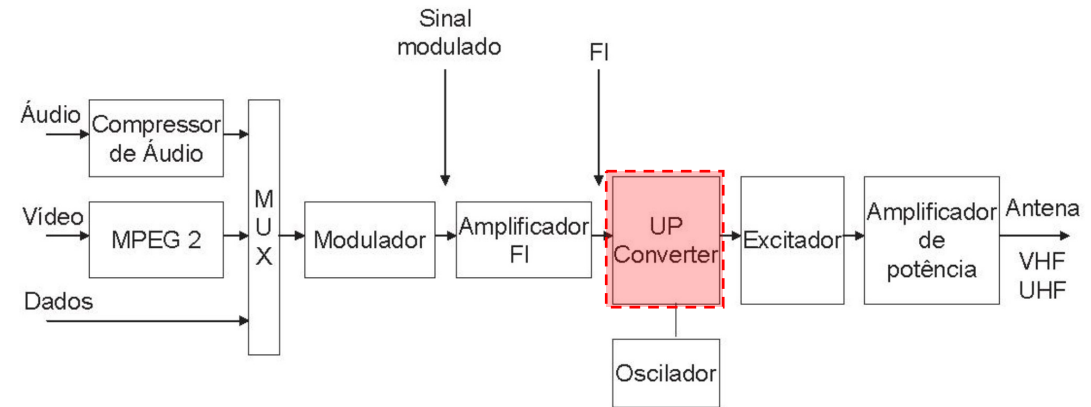 Sinal
modulado
FI
Áudio
Compressor
de Áudio
Vídeo
MPEG 2
Dados
M
U
X
Modulador
Amplificador
FI
UP
Converter
Oscilador
Excitador
Amplificador
de
potência
Antena
VHF
UHF